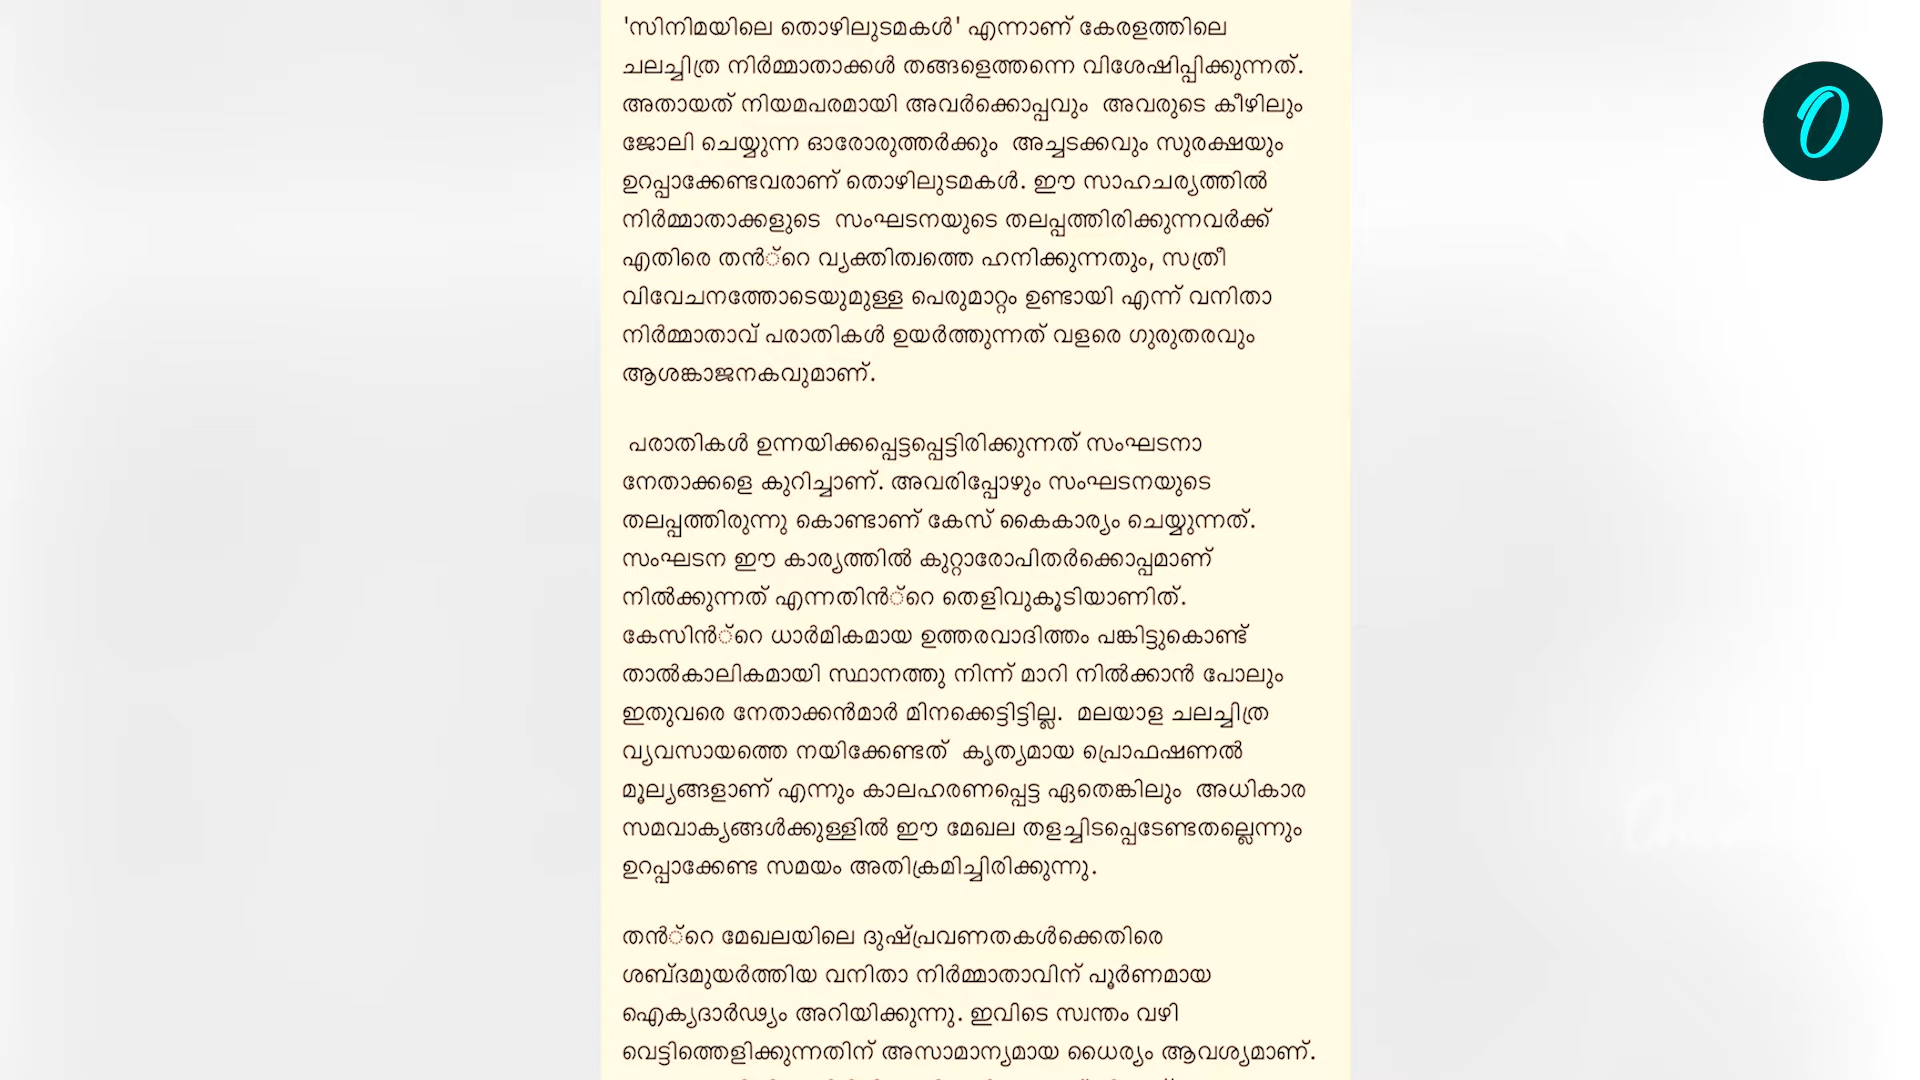 'സിനിമയിലെ തൊഴിലുടമകൾ' എന്നാണ് കേരളത്തിലെ
ചലച്ചിത്ര നിർമ്മാതാക്കൾ തങ്ങളെത്തന്നെ വിശേഷിപ്പിക്കുന്നത്.
അതായത് നിയമപരമായി അവർക്കൊപ്പവും അവരുടെ കീഴിലും
ജോലി ചെയ്യുന്ന ഓരോരുത്തർക്കും അച്ചടക്കവും സുരക്ഷയും
ഉറപ്പാക്കേണ്ടവരാണ് തൊഴിലുടമകൾ. ഈ സാഹചര്യത്തിൽ
നിർമ്മാതാക്കളുടെ സംഘടനയുടെ തലപ്പത്തിരിക്കുന്നവർക്ക്
എതിരെ തൻ്റെ വ്യക്തിത്വത്തെ ഹനിക്കുന്നതും, സത്രീ
വിവേചനത്തോടെയുമുള്ള പെരുമാറ്റം ഉണ്ടായി എന്ന് വനിതാ
നിർമ്മാതാവ് പരാതികൾ ഉയർത്തുന്നത് വളരെ ഗുരുതരവും
ആശങ്കാജനകവുമാണ്.
പരാതികൾ ഉന്നയിക്കപ്പെട്ടപ്പെട്ടിരിക്കുന്നത് സംഘടനാ
നേതാക്കളെ കുറിച്ചാണ്. അവരിപ്പോഴും സംഘടനയുടെ
തലപ്പത്തിരുന്നു കൊണ്ടാണ് കേസ് കൈകാര്യം ചെയ്യുന്നത്.
സംഘടന ഈ കാര്യത്തിൽ കുറ്റാരോപിതർക്കൊപ്പമാണ്
നിൽക്കുന്നത് എന്നതിൻ്റെ തെളിവുകൂടിയാണിത്.
കേസിൻ്റെ ധാർമികമായ ഉത്തരവാദിത്തം പങ്കിട്ടുകൊണ്ട്
താൽകാലികമായി സ്ഥാനത്തു നിന്ന് മാറി നിൽക്കാൻ പോലും
ഇതുവരെ നേതാക്കൻമാർ മിനക്കെട്ടിട്ടില്ല. മലയാള ചലച്ചിത്ര
വ്യവസായത്തെ നയിക്കേണ്ടത് കൃത്യമായ പ്രൊഫഷണൽ
മൂല്യങ്ങളാണ് എന്നും കാലഹരണപ്പെട്ട ഏതെങ്കിലും അധികാര
സമവാക്യങ്ങൾക്കുള്ളിൽ ഈ മേഖല തളച്ചിടപ്പെടേണ്ടതല്ലെന്നും
ഉറപ്പാക്കേണ്ട സമയം അതിക്രമിച്ചിരിക്കുന്നു.
തൻ്റെ മേഖലയിലെ ദുഷ്പ്രവണതകൾക്കെതിരെ
ശബ്ദമുയർത്തിയ വനിതാ നിർമ്മാതാവിന് പൂർണമായ
ഐക്യദാർഢ്യം അറിയിക്കുന്നു. ഇവിടെ സ്വന്തം വഴി
വെട്ടിത്തെളിക്കുന്നതിന് അസാമാന്യമായ ധൈര്യം ആവശ്യമാണ്.